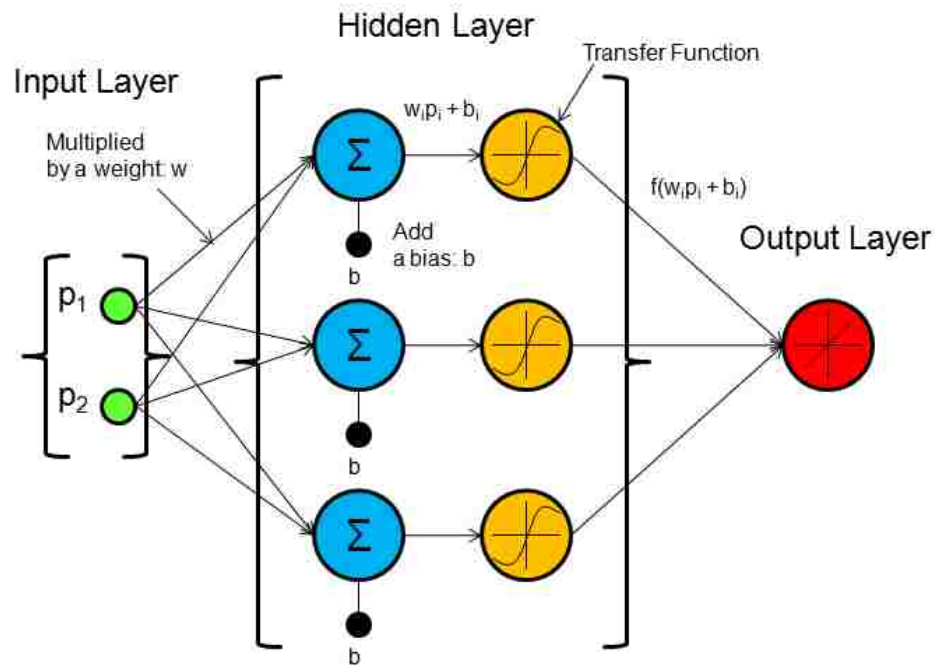 Hidden Layer
Transfer Function
Input Layer
Multiplied
by a weight: w
Σ
wᵢpᵢ + bᵢ
f(wᵢpᵢ + bᵢ)
Add
a bias: b
b
Output Layer
p₁
Σ
p₂
b
Σ
b